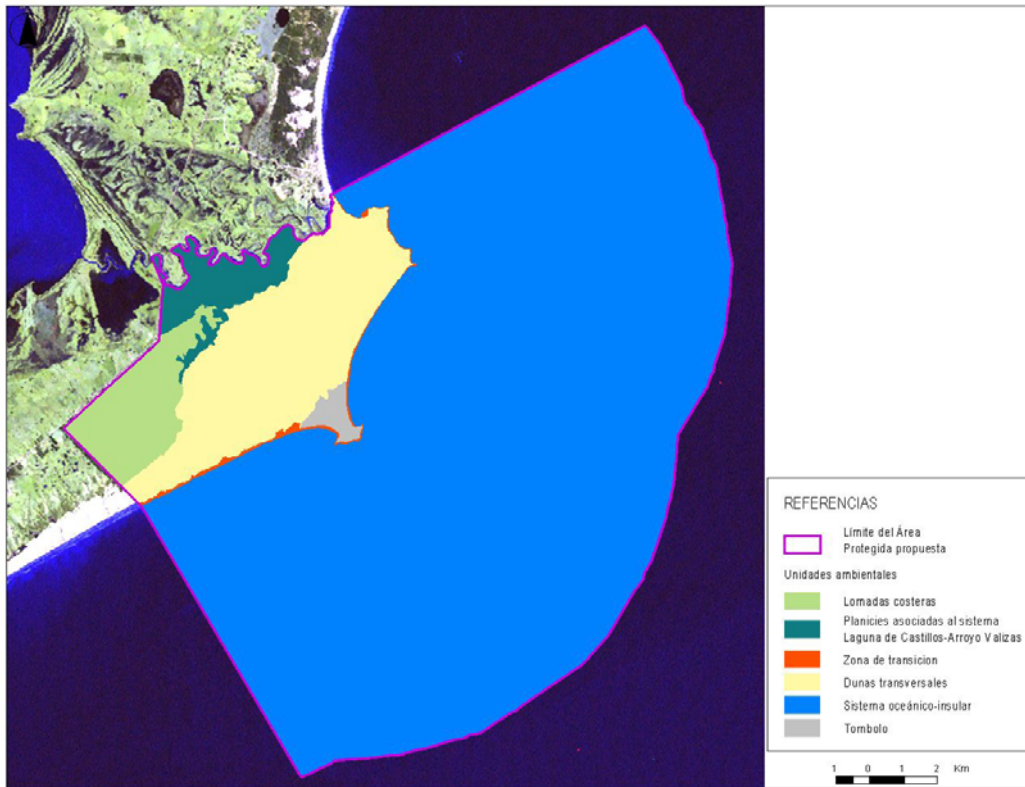 REFERENCIAS
Límite del Área
Protegida propuesta
Unidades ambientales
Lomadas costeras
Planicies asociadas al sistema
Laguna de Castillos-Arroyo Valizas
Zona de transicion
Dunas transversales
Sistema oceánico-insular
Tombolo
1 0 1 2 Km